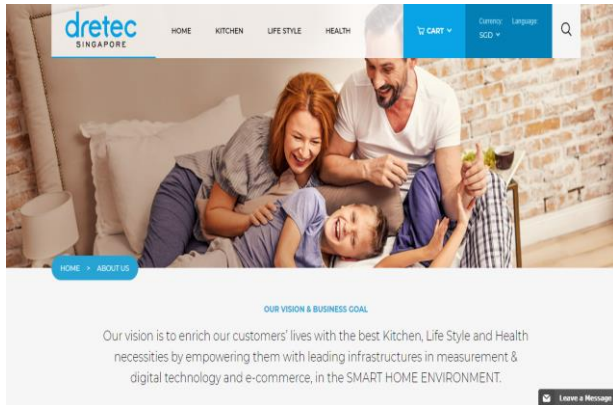 dretec
SINGAPORE
HOME KITCHEN LIFE STYLE HEALTH
CART
Currency: Language:
SGD
HOME > ABOUT US
OUR VISION & BUSINESS GOAL
Our vision is to enrich our customers' lives with the best Kitchen, Life Style and Health
necessities by empowering them with leading infrastructures in measurement &
digital technology and e-commerce, in the SMART HOME ENVIRONMENT.
Leave a Message